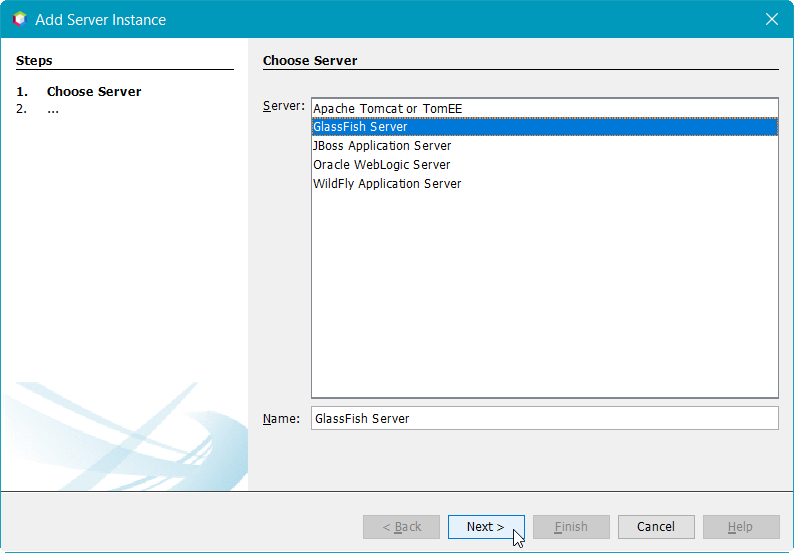 Add Server Instance
Steps
1. Choose Server
2. ...
Choose Server
Server:
Apache Tomcat or TomEE
GlassFish Server
JBoss Application Server
Oracle WebLogic Server
WildFly Application Server
Name: GlassFish Server
< Back Next > Finish Cancel Help